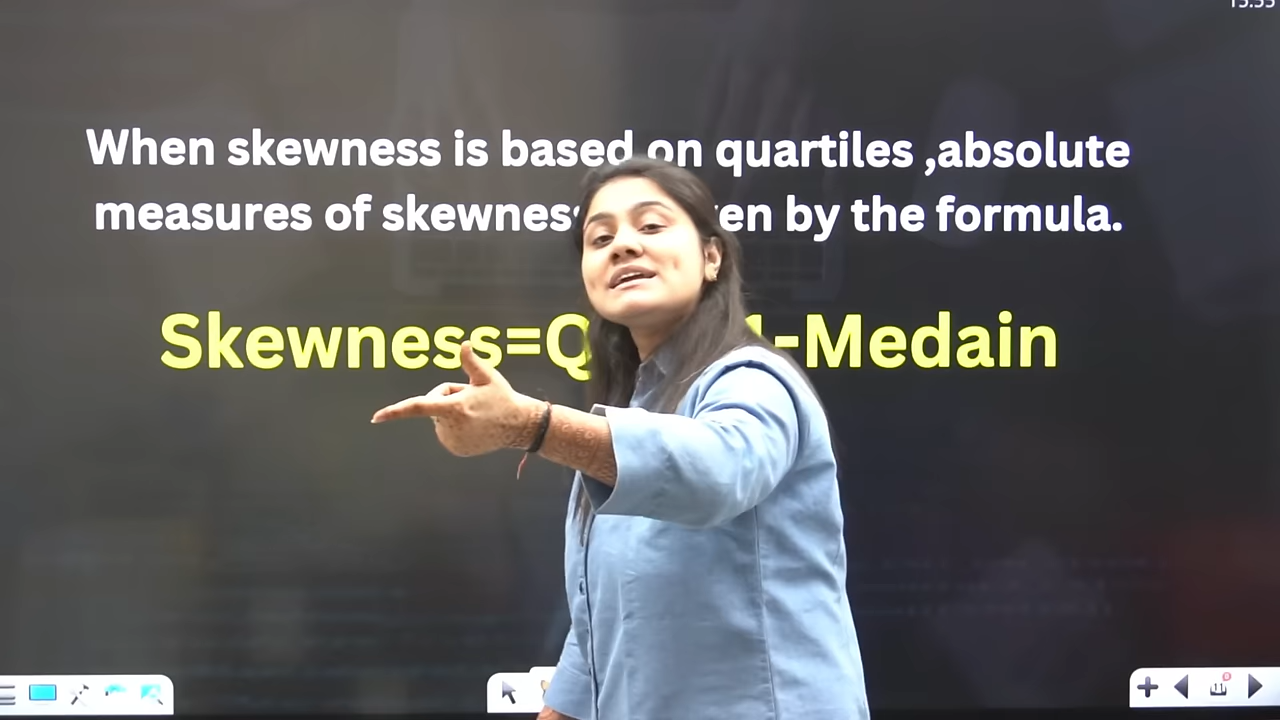 When skewness is based on quartiles ,absolute
measures of by the formula.
Skewness= -Medain